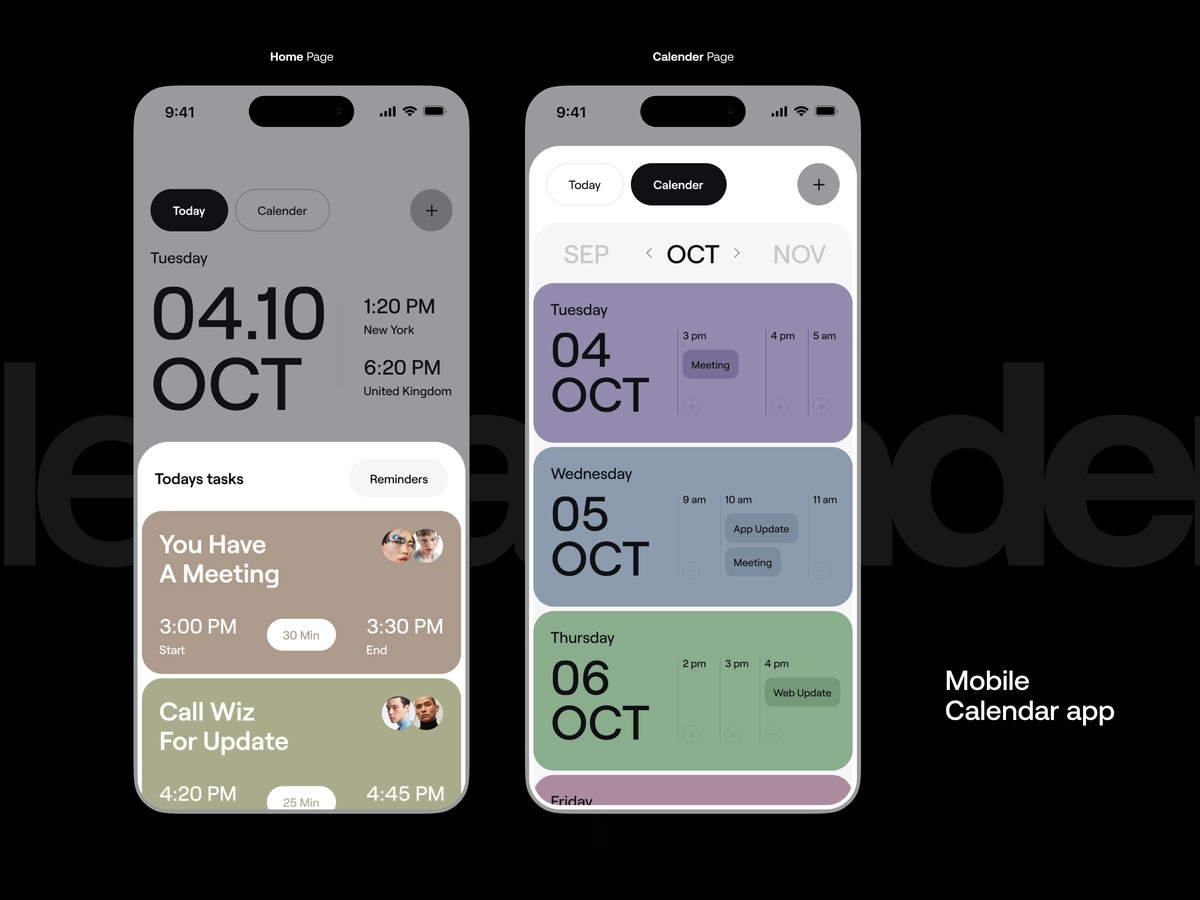 Home Page
9:41
Today
Calender
+
Tuesday
04.10
OCT
1:20 PM
New York
6:20 PM
United Kingdom
Todays tasks
Reminders
You Have
A Meeting
3:00 PM
Start
30 Min
3:30 PM
End
Call Wiz
For Update
4:20 PM
25 Min
4:45 PM
Calender Page
9:41
Today
Calender
+
SEP
< OCT >
NOV
Tuesday
04
OCT
3 pm
4 pm
5 am
Meeting
Wednesday
05
OCT
9 am
10 am
11 am
App Update
Meeting
Thursday
06
OCT
2 pm
3 pm
4 pm
Web Update
Friday
Mobile
Calendar app